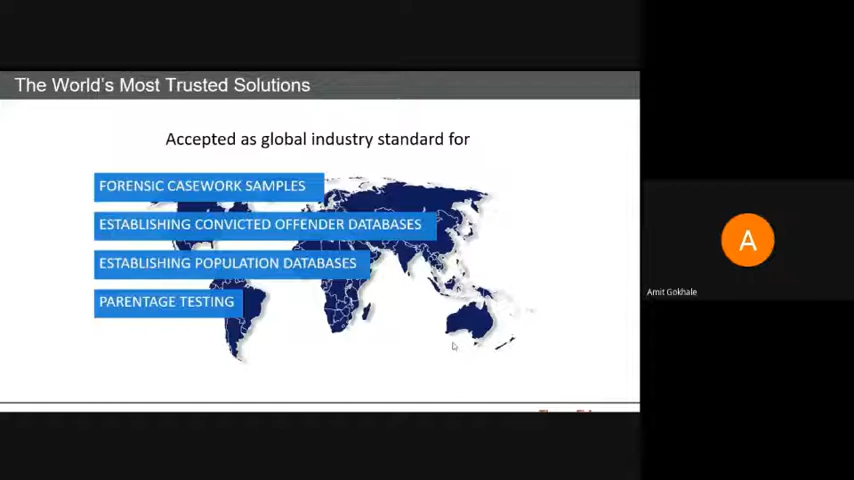 The World's Most Trusted Solutions
Accepted as global industry standard for
FORENSIC CASEWORK SAMPLES
ESTABLISHING CONVICTED OFFENDER DATABASES
ESTABLISHING POPULATION DATABASES
PARENTAGE TESTING
A
Amit Gokhale